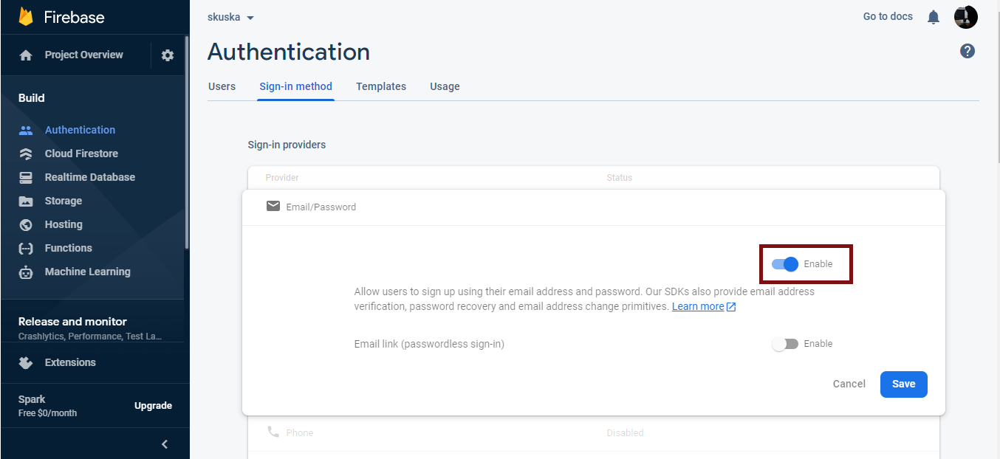 Firebase
Project Overview
Build
Authentication
Cloud Firestore
Realtime Database
Storage
Hosting
Functions
Machine Learning
Release and monitor
Crashlytics, Performance, Test La...
Extensions
Spark
Free $0/month
Upgrade
skuska
Go to docs
Authentication
Users Sign-in method Templates Usage
Sign-in providers
Provider Status
Email/Password
Enable
Allow users to sign up using their email address and password. Our SDKs also provide email address
verification, password recovery and email address change primitives. Learn more
Email link (passwordless sign-in) Enable
Cancel Save
Phone Disabled